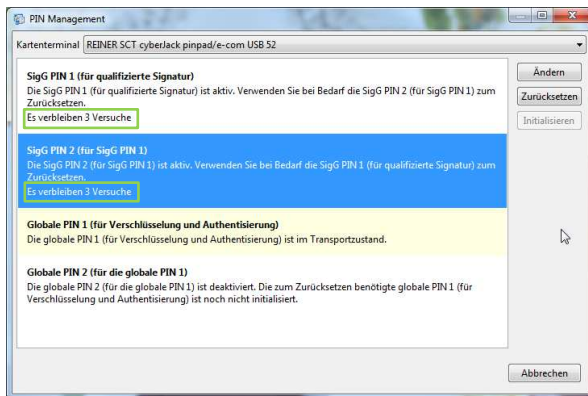 PIN Management
Kartenterminal REINER SCT cyberJack pinpad/e-com USB 52
SigG PIN 1 (für qualifizierte Signatur)
Die SigG PIN 1 (für qualifizierte Signatur) ist aktiv. Verwenden Sie bei Bedarf die SigG PIN 2 (für SigG PIN 1) zum
Zurücksetzen.
Es verbleiben 3 Versuche
SigG PIN 2 (für SigG PIN 1)
Die SigG PIN 2 (für SigG PIN 1) ist aktiv. Verwenden Sie bei Bedarf die SigG PIN 1 (für qualifizierte Signatur) zum
Zurücksetzen.
Es verbleiben 3 Versuche
Globale PIN 1 (für Verschlüsselung und Authentisierung)
Die globale PIN 1 (für Verschlüsselung und Authentisierung) ist im Transportzustand.
Globale PIN 2 (für die globale PIN 1)
Die globale PIN 2 (für die globale PIN 1) ist deaktiviert. Die zum Zurücksetzen benötigte globale PIN 1 (für
Verschlüsselung und Authentisierung) ist noch nicht initialisiert.
Ändern
Zurücksetzen
Initialisieren
Abbrechen